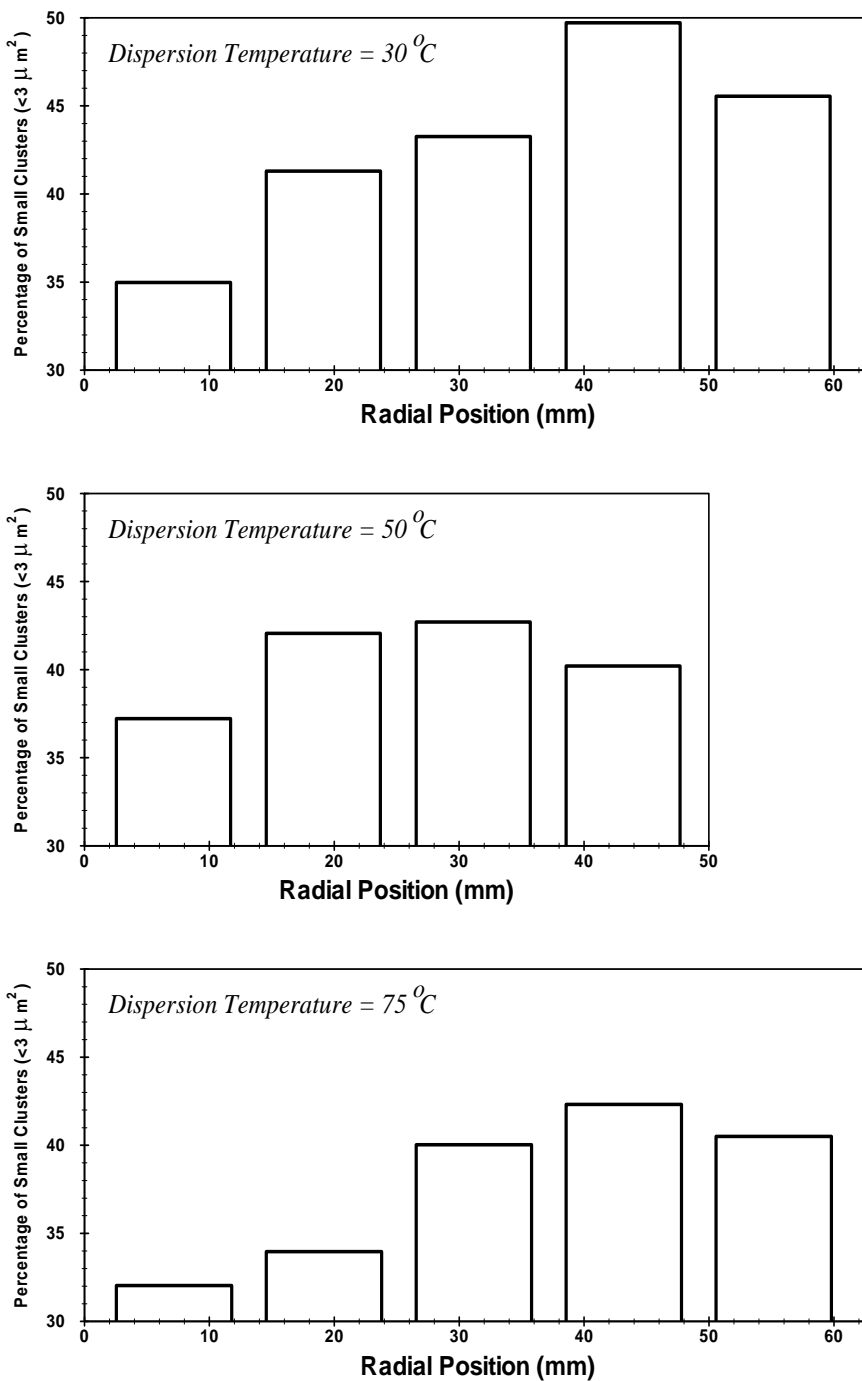 Percentage of Small Clusters (<3 μ m²)
50
45
40
35
30
Dispersion Temperature = 30 °C
0 10 20 30 40 50 60
Radial Position (mm)
Percentage of Small Clusters (<3 μ m²)
50
45
40
35
30
Dispersion Temperature = 50 °C
0 10 20 30 40 50
Radial Position (mm)
Percentage of Small Clusters (<3 μ m²)
50
45
40
35
30
Dispersion Temperature = 75 °C
0 10 20 30 40 50 60
Radial Position (mm)